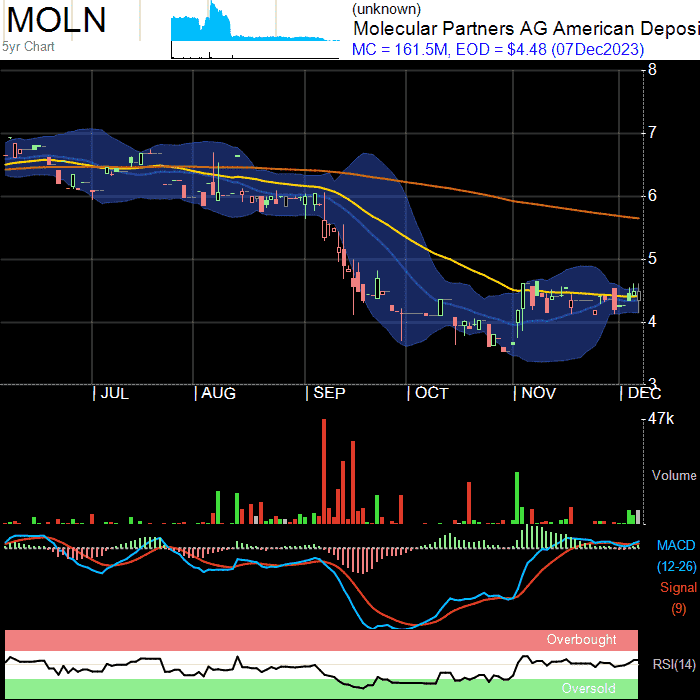 MOLN
5yr Chart
(unknown)
Molecular Partners AG American Deposi
MC = 161.5M, EOD = $4.48 (07Dec2023)
8
7
6
5
4
3
| JUL | AUG | SEP | OCT | NOV | DEC
47k
Volume
MACD
(12-26)
Signal
(9)
Overbought
RSI(14)
Oversold